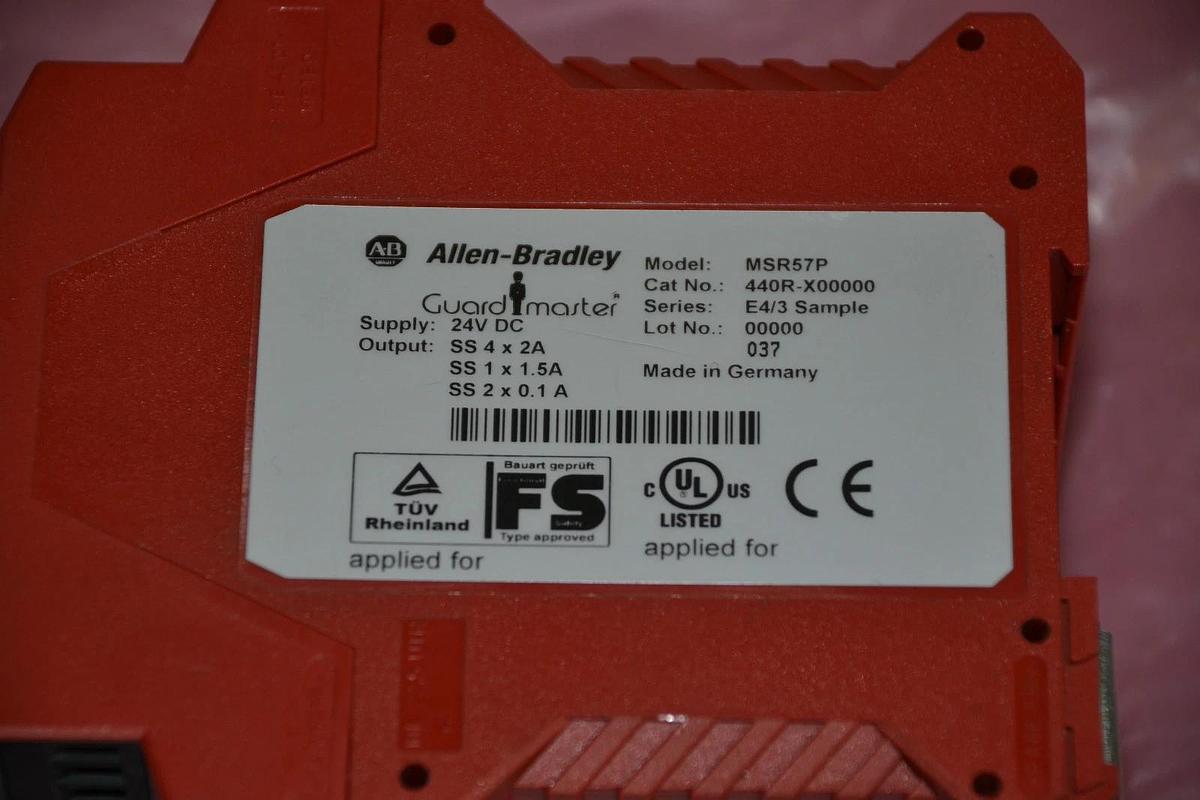 A·B
Allen-Bradley
Guardmaster®
Supply: 24V DC
Output: SS 4 x 2A
SS 1 x 1.5A
SS 2 x 0.1 A
Model: MSR57P
Cat No.: 440R-X00000
Series: E4/3 Sample
Lot No.: 00000
037
Made in Germany
TÜV
Rheinland
Bauart geprüft
FS
Safety
Type approved
applied for
C UL US
LISTED
applied for
CE